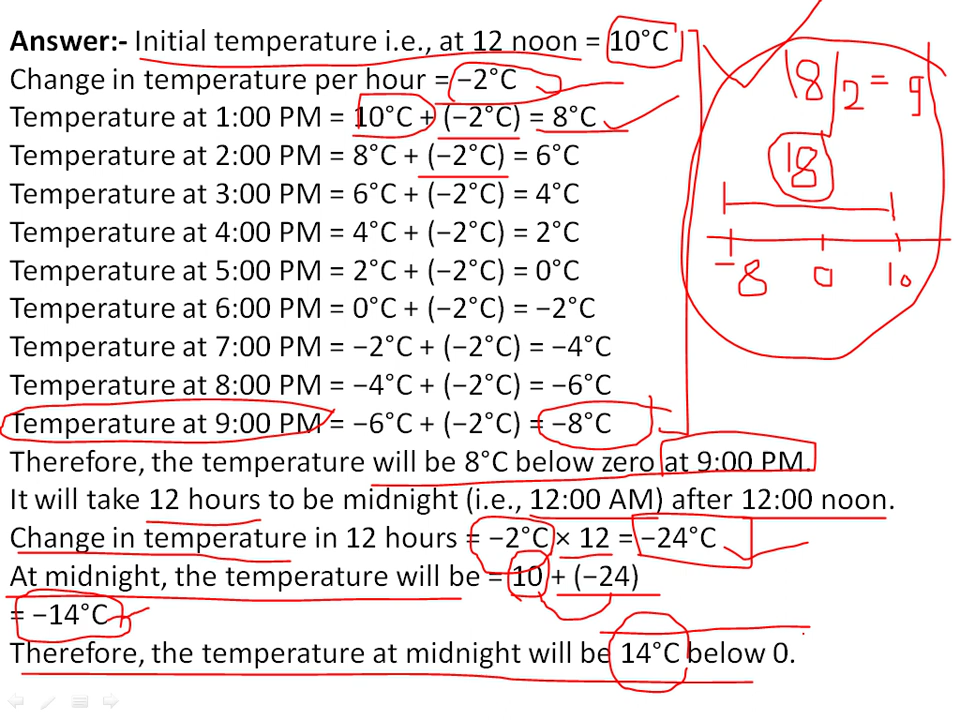 Answer:- Initial temperature i.e., at 12 noon = 10°C
Change in temperature per hour = −2°C
Temperature at 1:00 PM = 10°C + (−2°C) = 8°C
Temperature at 2:00 PM = 8°C + (−2°C) = 6°C
Temperature at 3:00 PM = 6°C + (−2°C) = 4°C
Temperature at 4:00 PM = 4°C + (−2°C) = 2°C
Temperature at 5:00 PM = 2°C + (−2°C) = 0°C
Temperature at 6:00 PM = 0°C + (−2°C) = −2°C
Temperature at 7:00 PM = −2°C + (−2°C) = −4°C
Temperature at 8:00 PM = −4°C + (−2°C) = −6°C
Temperature at 9:00 PM = −6°C + (−2°C) = −8°C
Therefore, the temperature will be 8°C below zero at 9:00 PM.
It will take 12 hours to be midnight (i.e., 12:00 AM) after 12:00 noon.
Change in temperature in 12 hours = −2°C × 12 = −24°C
At midnight, the temperature will be = 10 + (−24)
= −14°C
Therefore, the temperature at midnight will be 14°C below 0.
18/2 = 9
18
−8 0 10